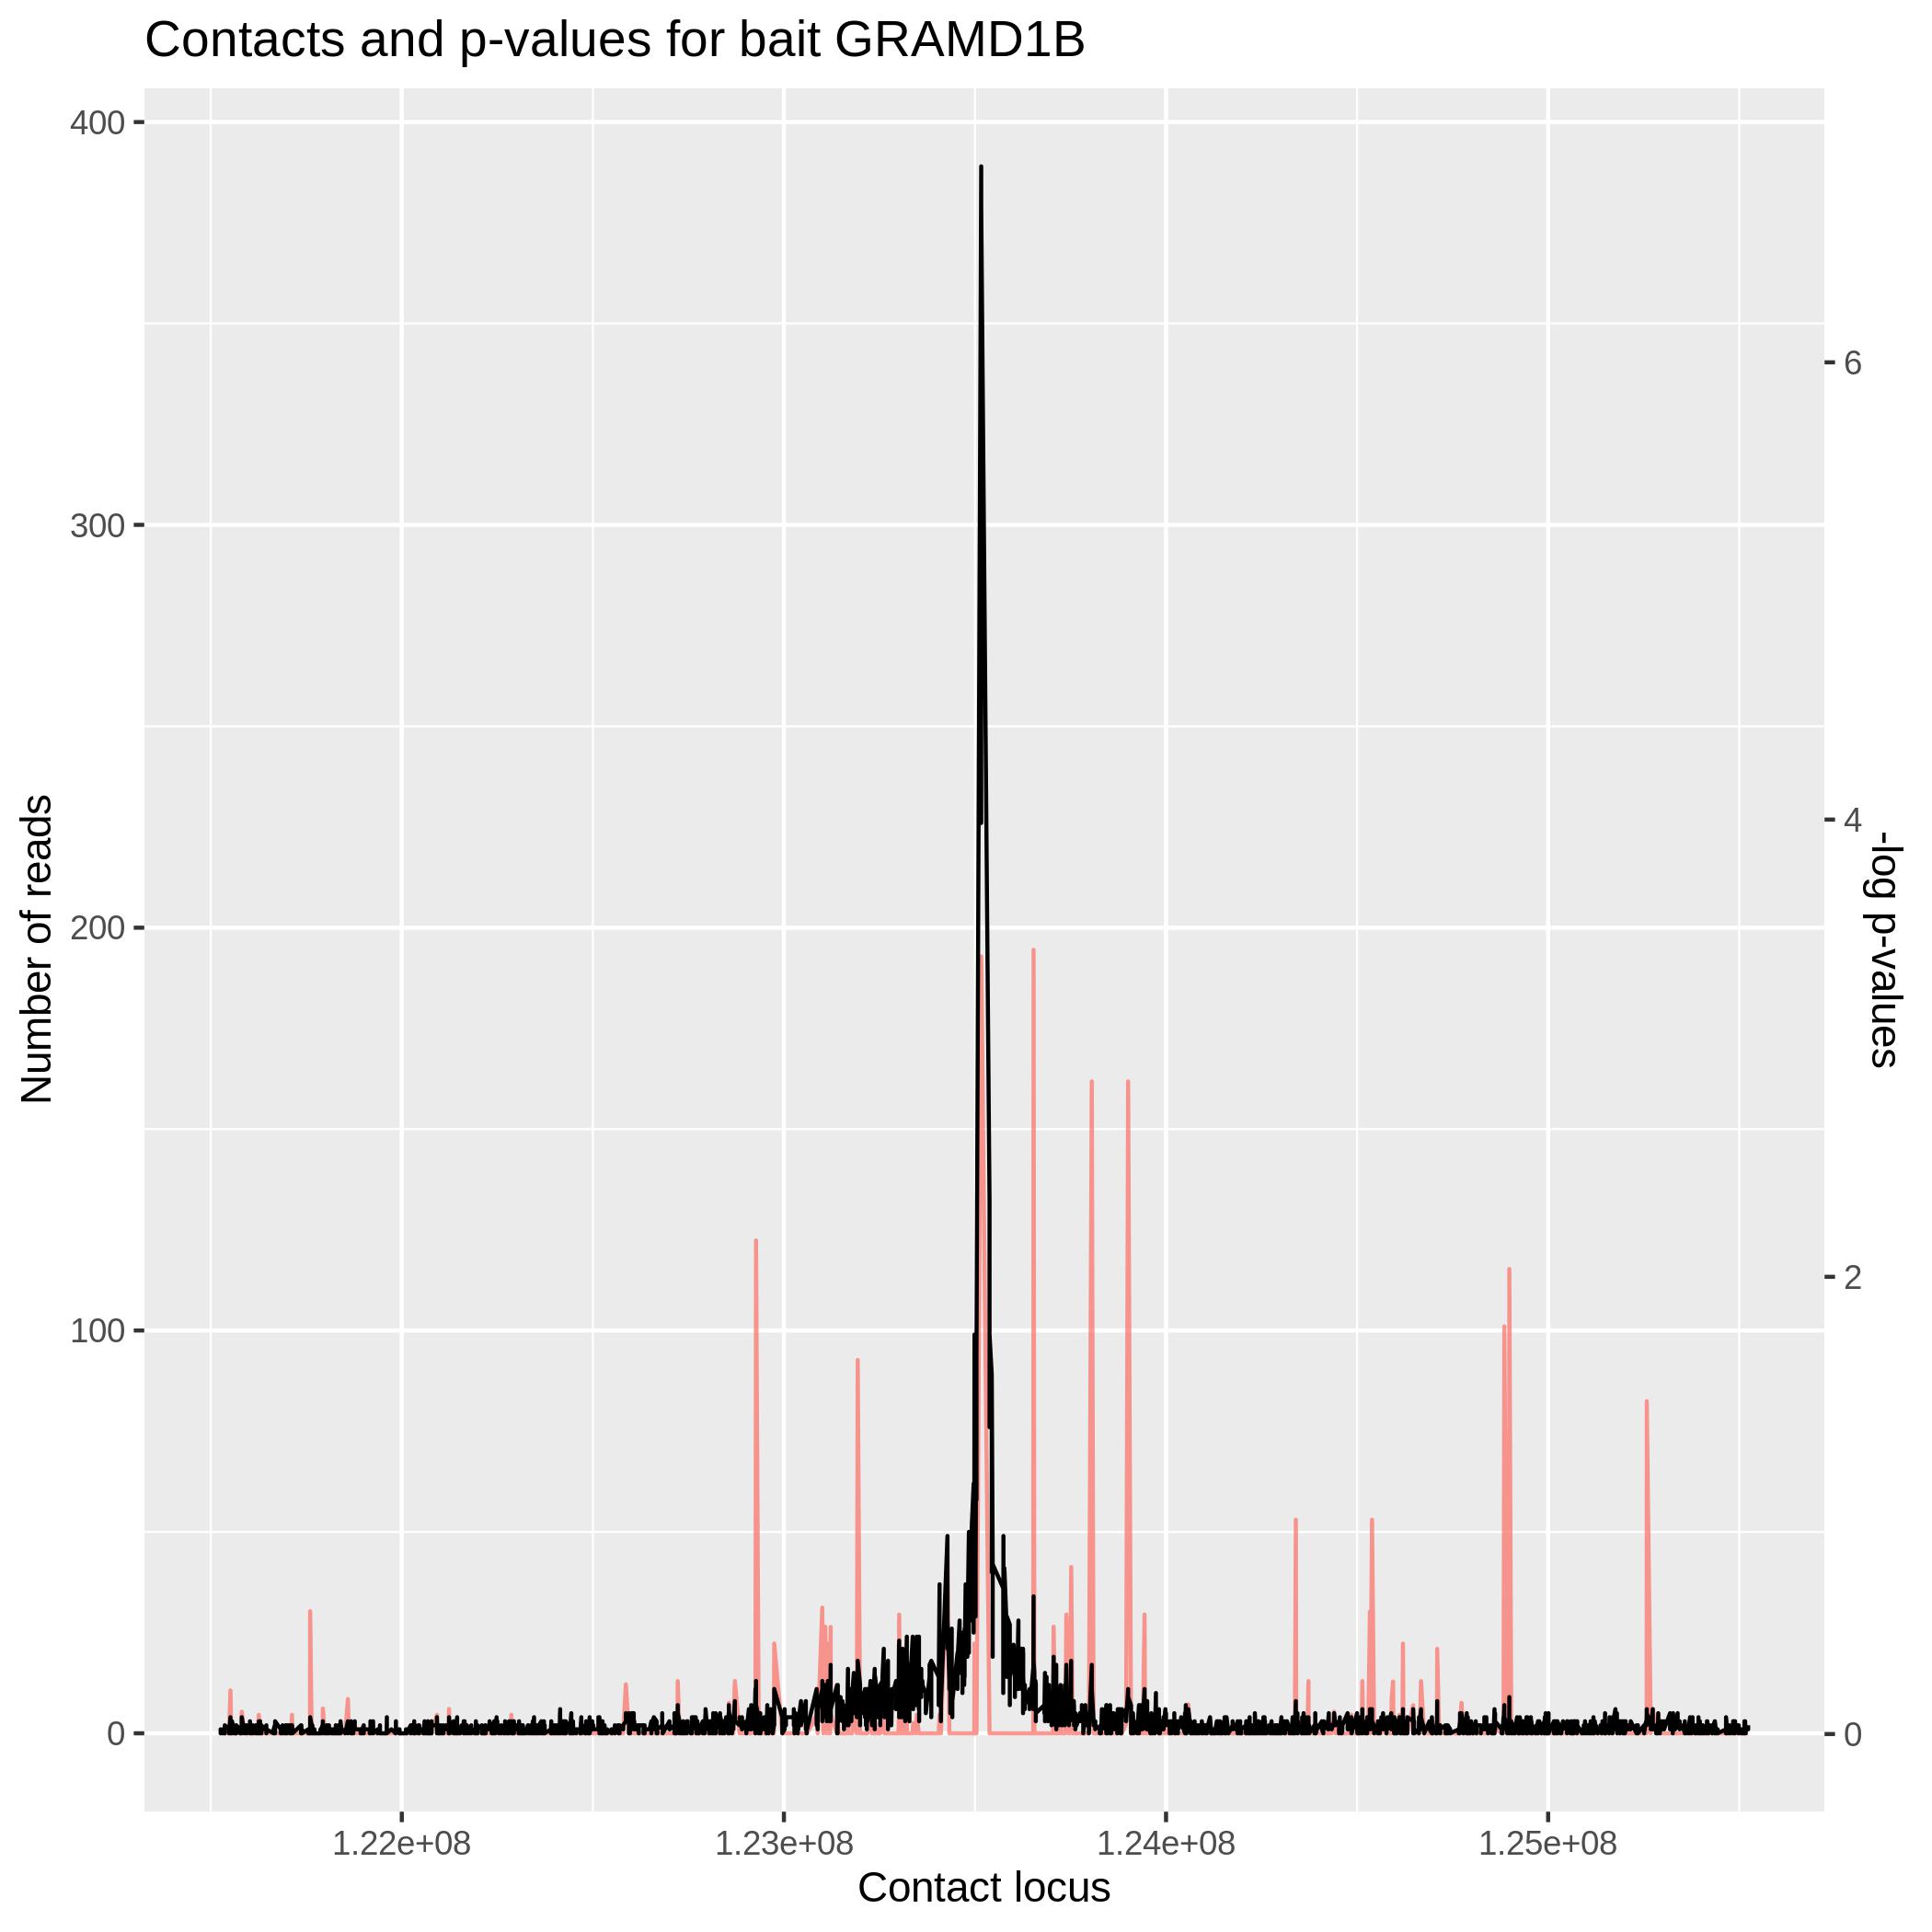 Contacts and p-values for bait GRAMD1B
400
300
200
100
0
6
4
2
0
Number of reads
-log p-values
1.22e+08
1.23e+08
1.24e+08
1.25e+08
Contact locus